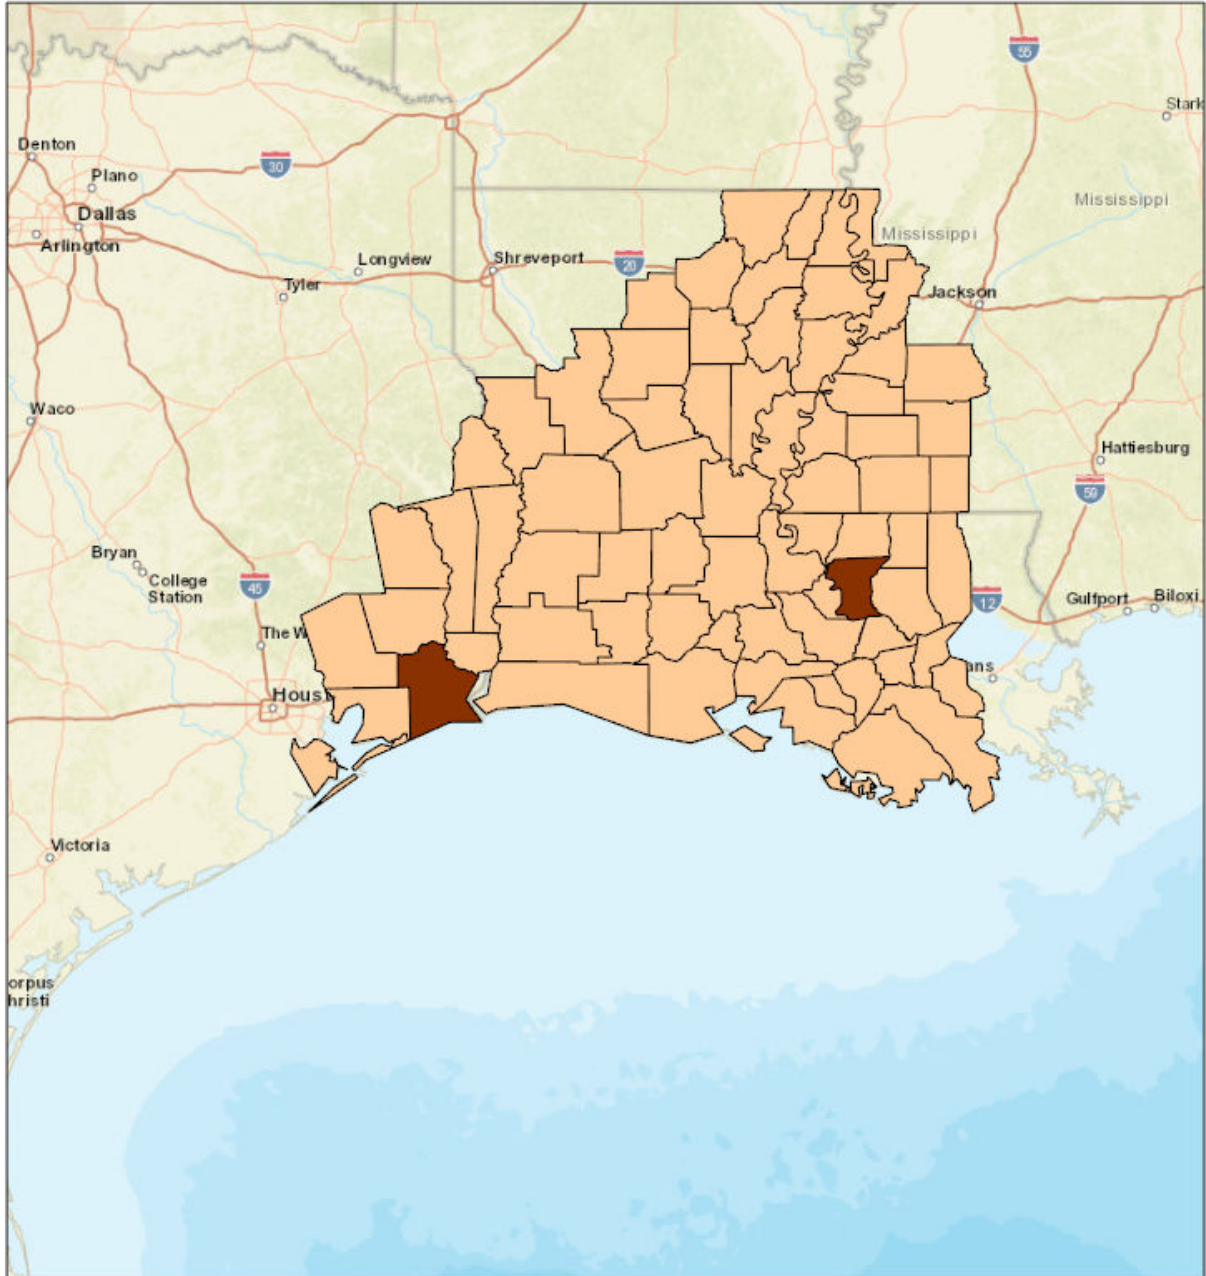 55
Stark
Denton
30
Plano
Mississippi
Dallas
Arlington
Mississippi
Longview
Shreveport
20
Tyler
Jackson
Waco
Hattiesburg
59
Bryan
College
Station
45
12
Gulfport
Biloxi
The W
ans
Houst
Victoria
orpus
hristi